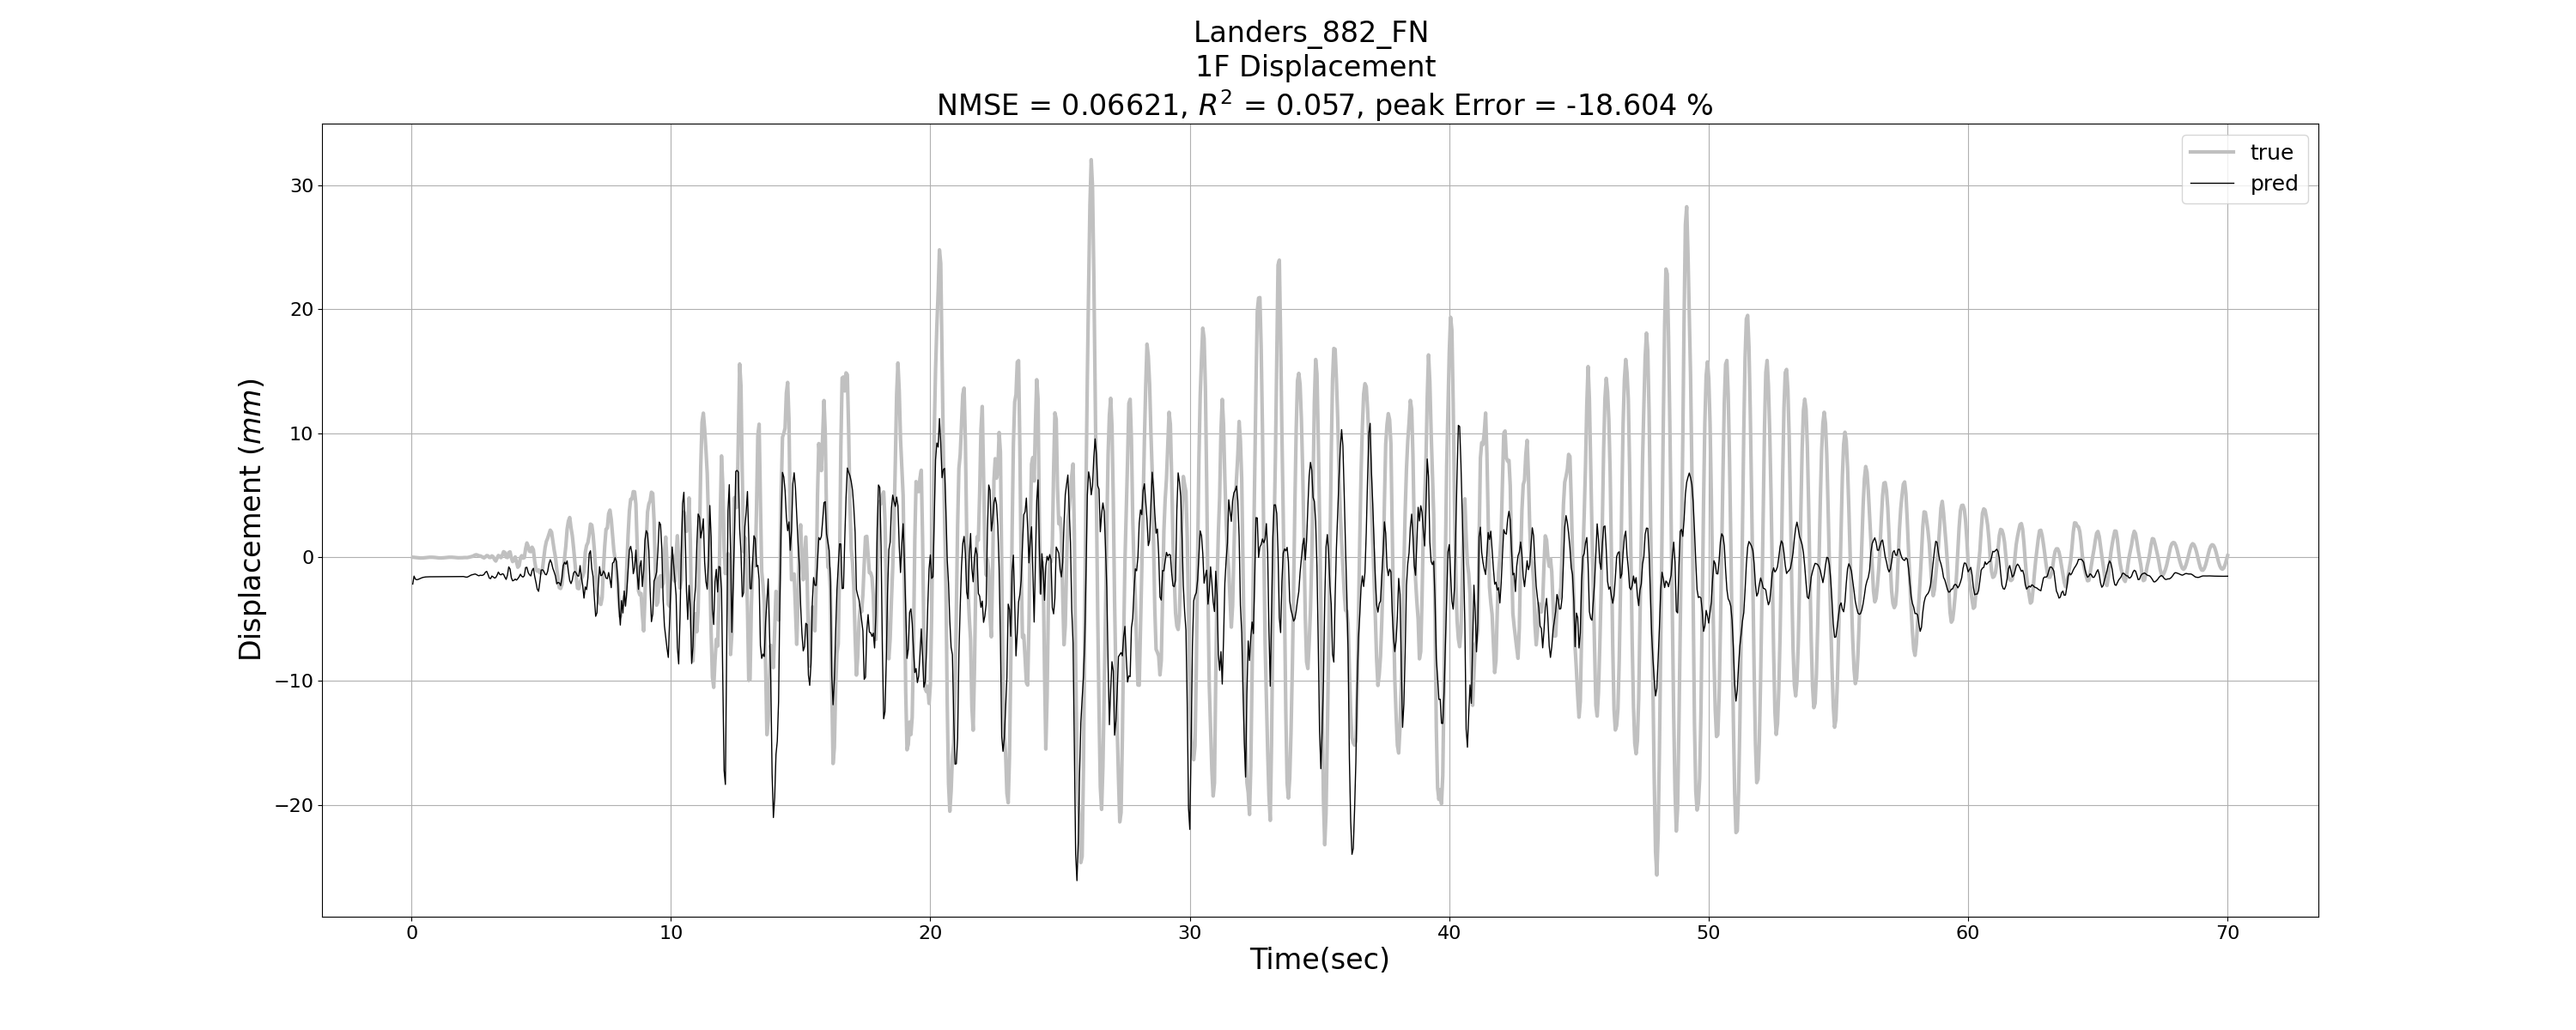 Landers_882_FN
1F Displacement
NMSE = 0.06621, R² = 0.057, peak Error = -18.604 %
true
pred
Displacement (mm)
30
20
10
0
−10
−20
0 10 20 30 40 50 60 70
Time(sec)